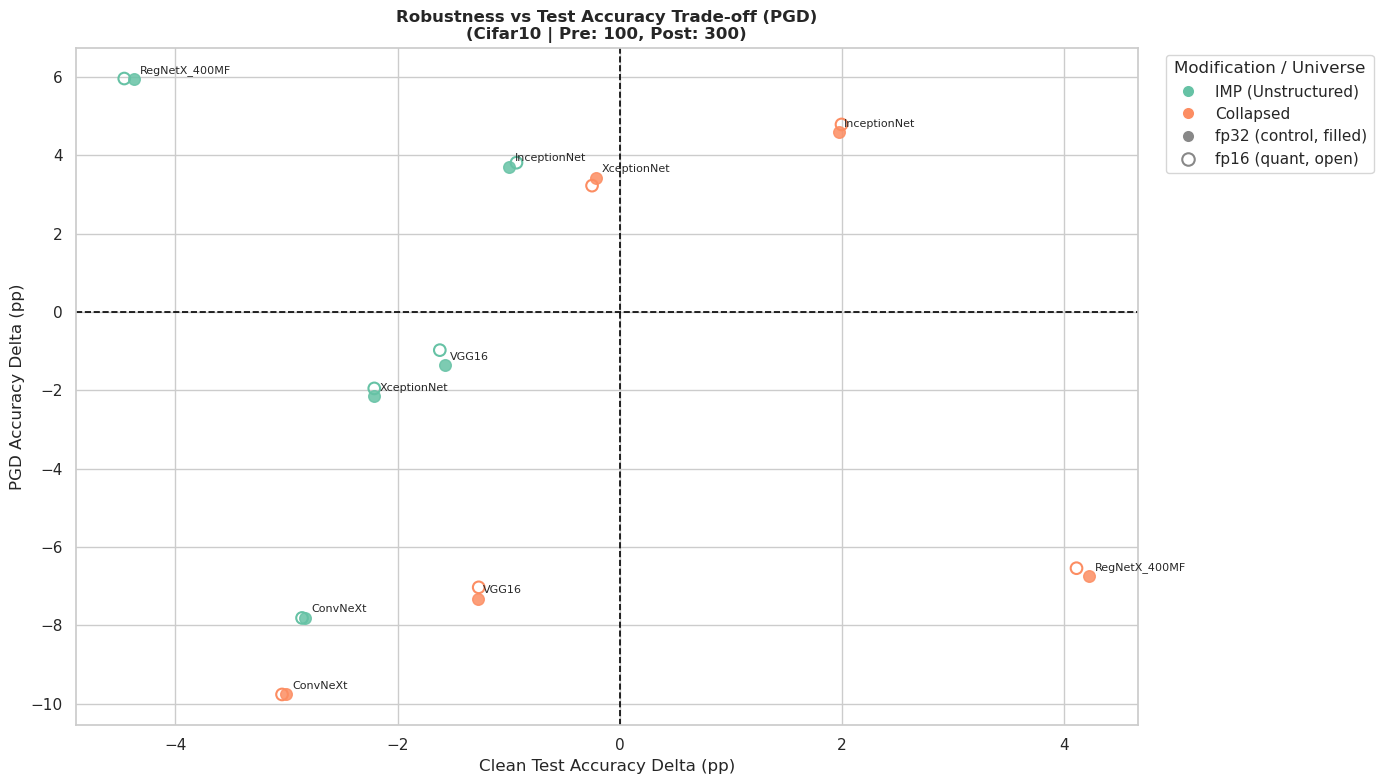 Robustness vs Test Accuracy Trade-off (PGD)
(Cifar10 | Pre: 100, Post: 300)
Modification / Universe
IMP (Unstructured)
Collapsed
fp32 (control, filled)
fp16 (quant, open)
RegNetX_400MF
InceptionNet
InceptionNet
XceptionNet
VGG16
XceptionNet
RegNetX_400MF
VGG16
ConvNeXt
ConvNeXt
PGD Accuracy Delta (pp)
6
4
2
0
−2
−4
−6
−8
−10
−4
−2
0
2
4
Clean Test Accuracy Delta (pp)